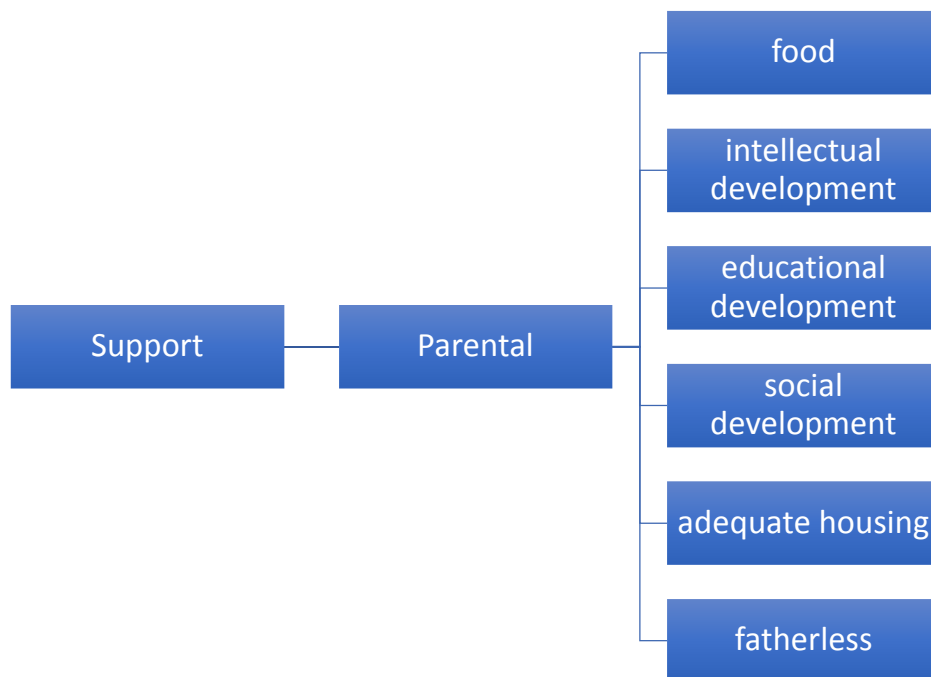 Support
Parental
food
intellectual
development
educational
development
social
development
adequate housing
fatherless